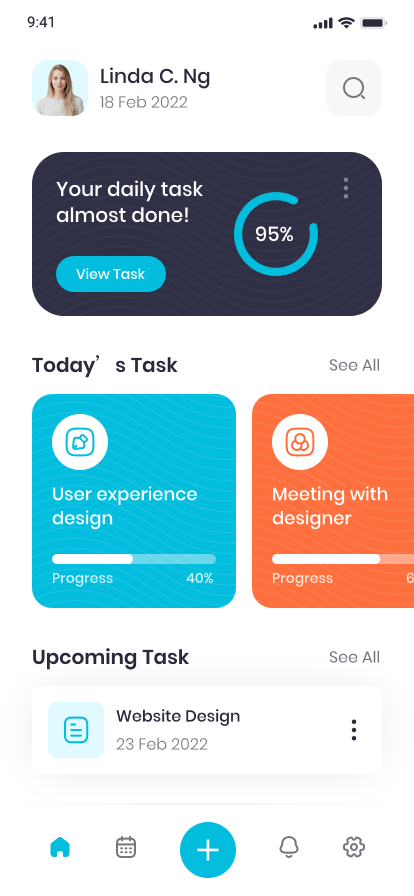 9:41
Linda C. Ng
18 Feb 2022
Your daily task
almost done!
95%
View Task
Today’s Task
See All
User experience
design
Progress
40%
Meeting with
designer
Progress
6
Upcoming Task
See All
Website Design
23 Feb 2022